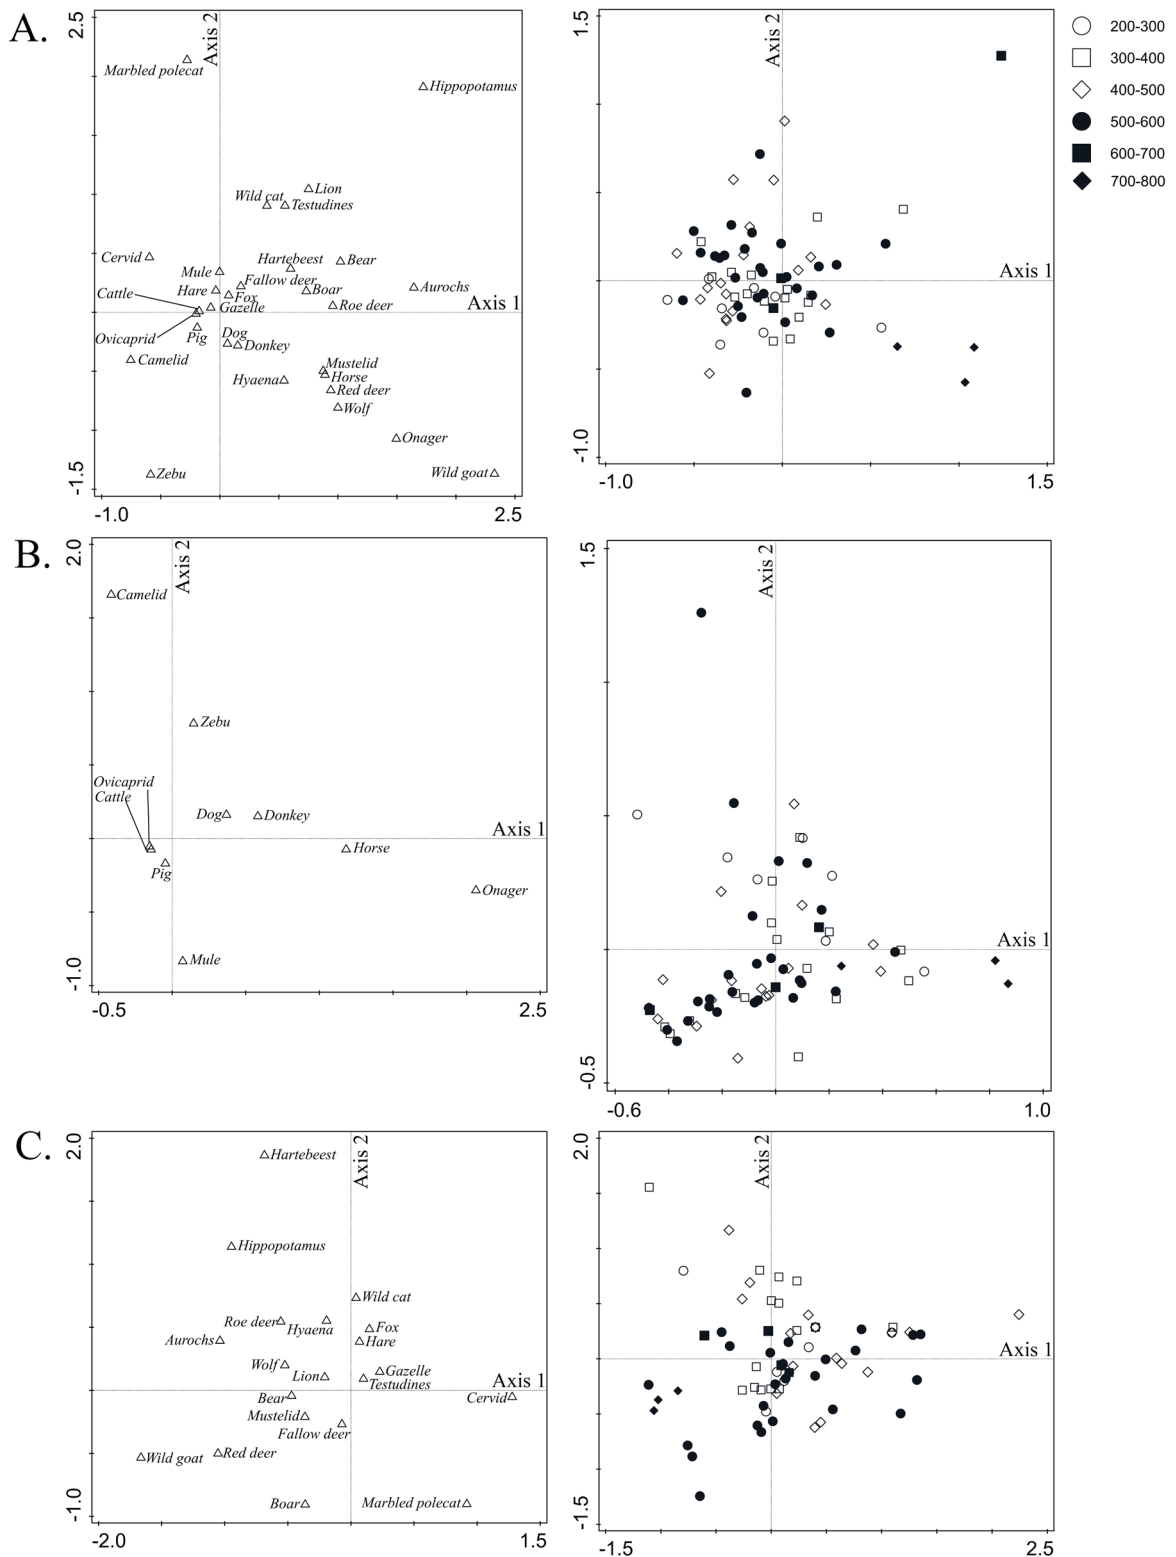 A.
2.5
Axis 2
Marbled polecat
Hippopotamus
Lion
Wild cat
Testudines
Cervid
Hartebeest
Bear
Mule
Fallow deer
Cattle
Hare
Fox
Boar
Aurochs
Gazelle
Roe deer
Axis 1
Ovicaprid
Pig
Dog
Donkey
Camelid
Mustelid
Hyaena
Horse
Red deer
Wolf
Onager
Zebu
Wild goat
-1.5
-1.0
2.5
1.5
Axis 2
Axis 1
-1.0
-1.0
1.5
200-300
300-400
400-500
500-600
600-700
700-800
B.
2.0
Axis 2
Camelid
Zebu
Ovicaprid
Cattle
Dog
Donkey
Axis 1
Horse
Pig
Onager
Mule
-1.0
-0.5
2.5
1.5
Axis 2
Axis 1
-0.5
-0.6
1.0
C.
2.0
Axis 2
Hartebeest
Hippopotamus
Wild cat
Roe deer
Hyaena
Fox
Aurochs
Hare
Wolf
Gazelle
Lion
Testudines
Axis 1
Bear
Cervid
Mustelid
Fallow deer
Wild goat
Red deer
Boar
Marbled polecat
-1.0
-2.0
1.5
2.0
Axis 2
Axis 1
-1.5
-1.5
2.5